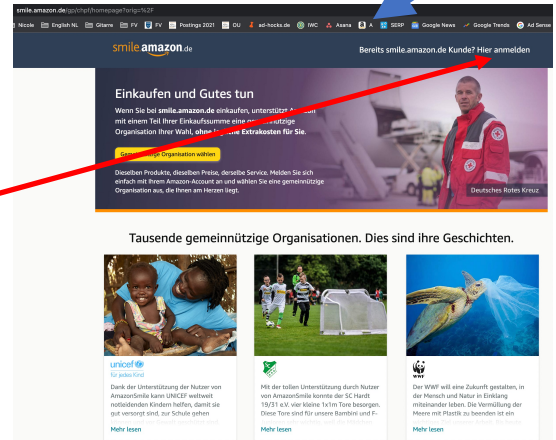 smile.amazon.de/gp/chpf/homepage?orig=%2F
Nicole English NL Gitarre FV FV Postings 2021 OU ad-hocks.de IWC Asana A SERP Google News Google Trends Ad Sense
smile.amazon.de
Bereits smile.amazon.de Kunde? Hier anmelden
Einkaufen und Gutes tun
Wenn Sie bei smile.amazon.de einkaufen, unterstützt Amazon
mit einem Teil Ihrer Einkaufssumme eine gemeinnützige
Organisation Ihrer Wahl, ohne jegliche Extrakosten für Sie.
Gemeinnützige Organisation wählen
Dieselben Produkte, dieselben Preise, derselbe Service. Melden Sie sich
einfach mit Ihrem Amazon-Account an und wählen Sie eine gemeinnützige
Organisation aus, die Ihnen am Herzen liegt.
Deutsches Rotes Kreuz
Tausende gemeinnützige Organisationen. Dies sind ihre Geschichten.
unicef
für jedes Kind
Dank der Unterstützung der Nutzer von
AmazonSmile kann UNICEF weltweit
notleidenden Kindern helfen, damit sie
gut versorgt sind, zur Schule gehen
Mehr lesen
Mit der tollen Unterstützung durch Nutzer
von AmazonSmile konnte der SC Hardt
19/31 e.V. vier kleine 1x1m Tore besorgen.
Diese Tore sind für unsere Bambini und F-
Mehr lesen
WWF
Der WWF will eine Zukunft gestalten, in
der Mensch und Natur in Einklang
miteinander leben. Die Vermüllung der
Meere mit Plastik zu beenden ist ein
Mehr lesen